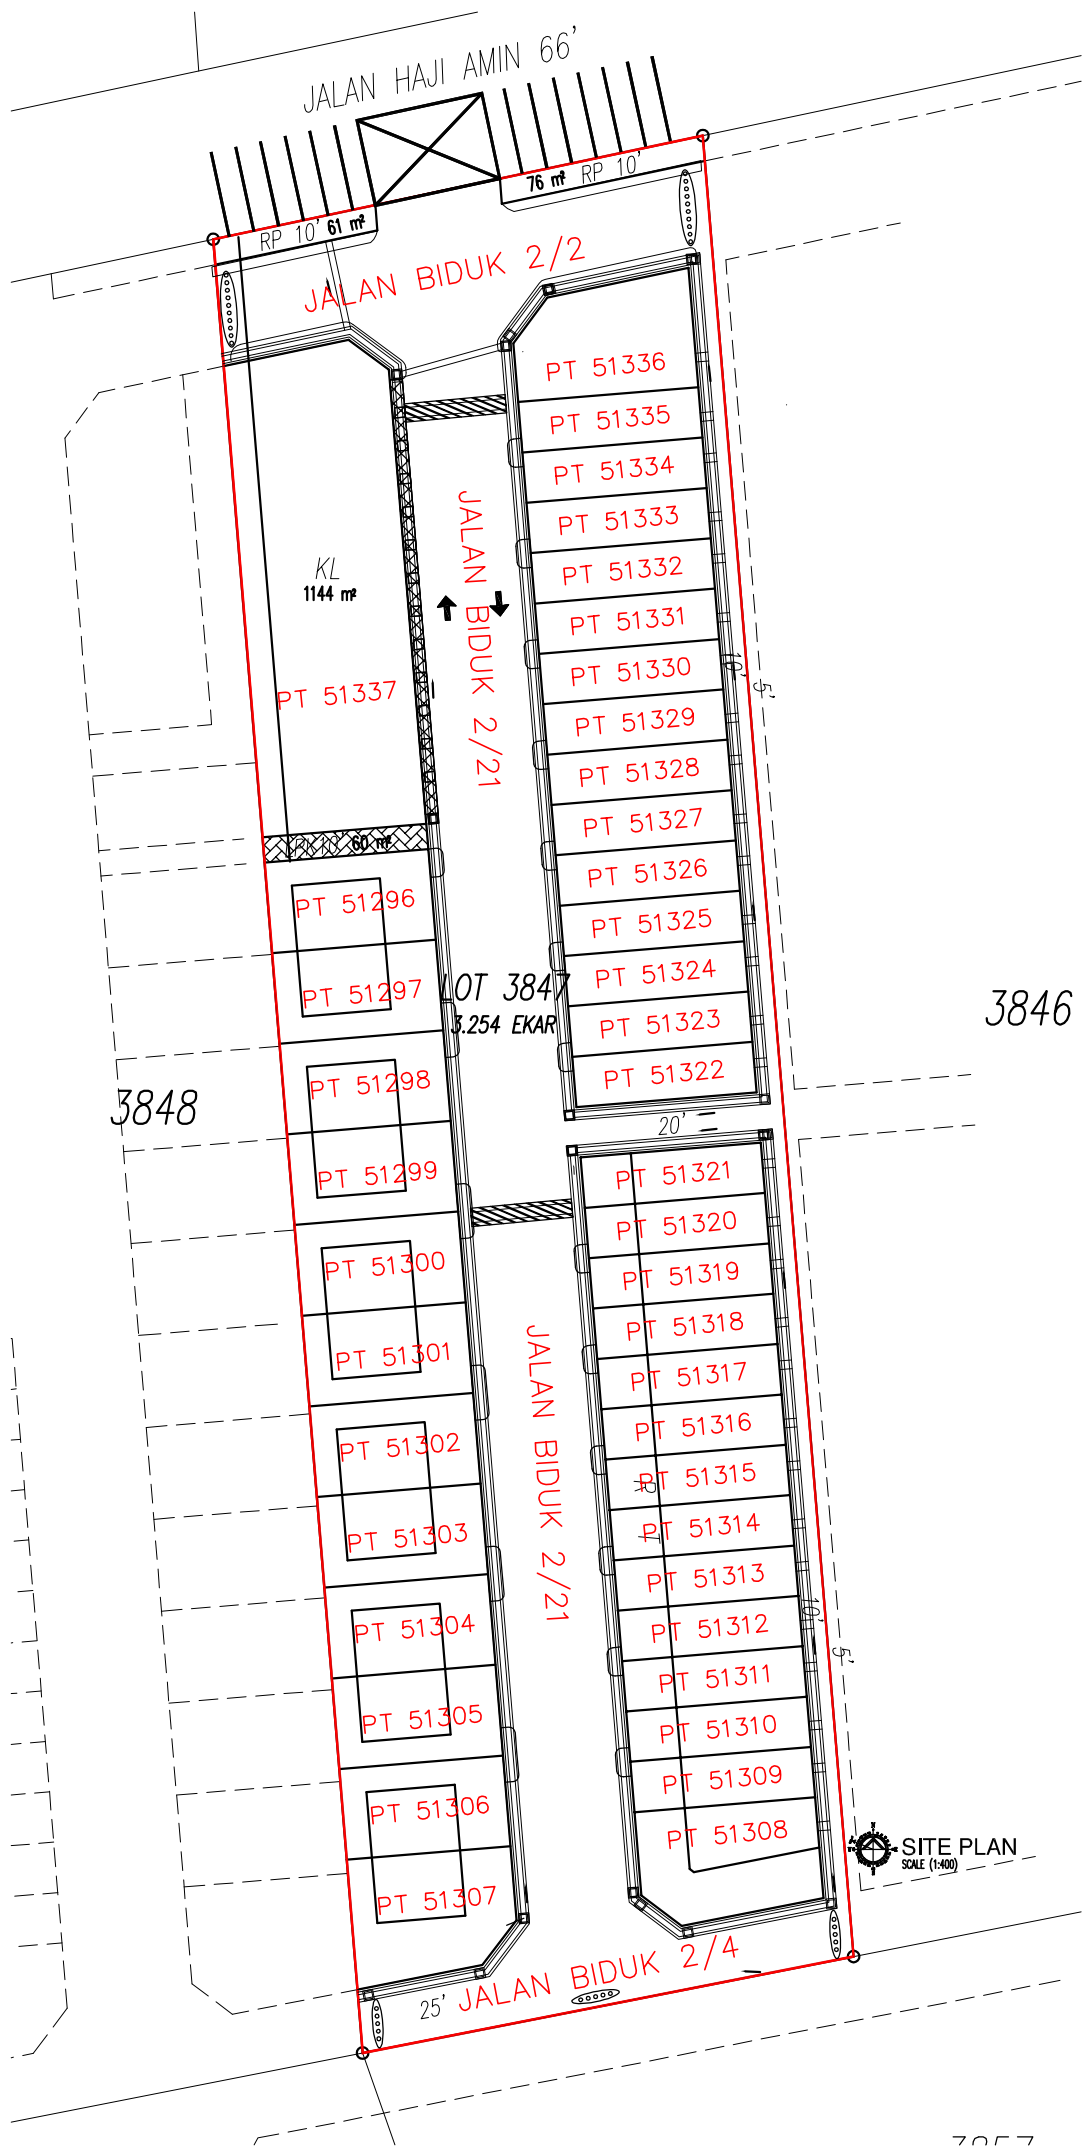 JALAN HAJI AMIN 66'
76 m² RP 10'
RP 10' 61 m²
JALAN BIDUK 2/2
PT 51336
PT 51335
PT 51334
PT 51333
PT 51332
PT 51331
PT 51330
PT 51329
PT 51328
PT 51327
PT 51326
PT 51325
PT 51324
PT 51323
PT 51322
JALAN BIDUK 2/21
KL
1144 m²
PT 51337
10'
5'
60 m²
PT 51296
PT 51297
LOT 3847
3.254 EKAR
3846
3848
PT 51298
PT 51299
20'
PT 51321
PT 51320
PT 51319
PT 51318
PT 51317
PT 51316
PT 51315
PT 51314
PT 51313
PT 51312
PT 51311
PT 51310
PT 51309
PT 51308
PT 51300
PT 51301
JALAN BIDUK 2/21
PT 51302
PT 51303
PT 51304
PT 51305
10'
5'
PT 51306
PT 51307
SITE PLAN
SCALE (1:400)
25'
JALAN BIDUK 2/4
3857